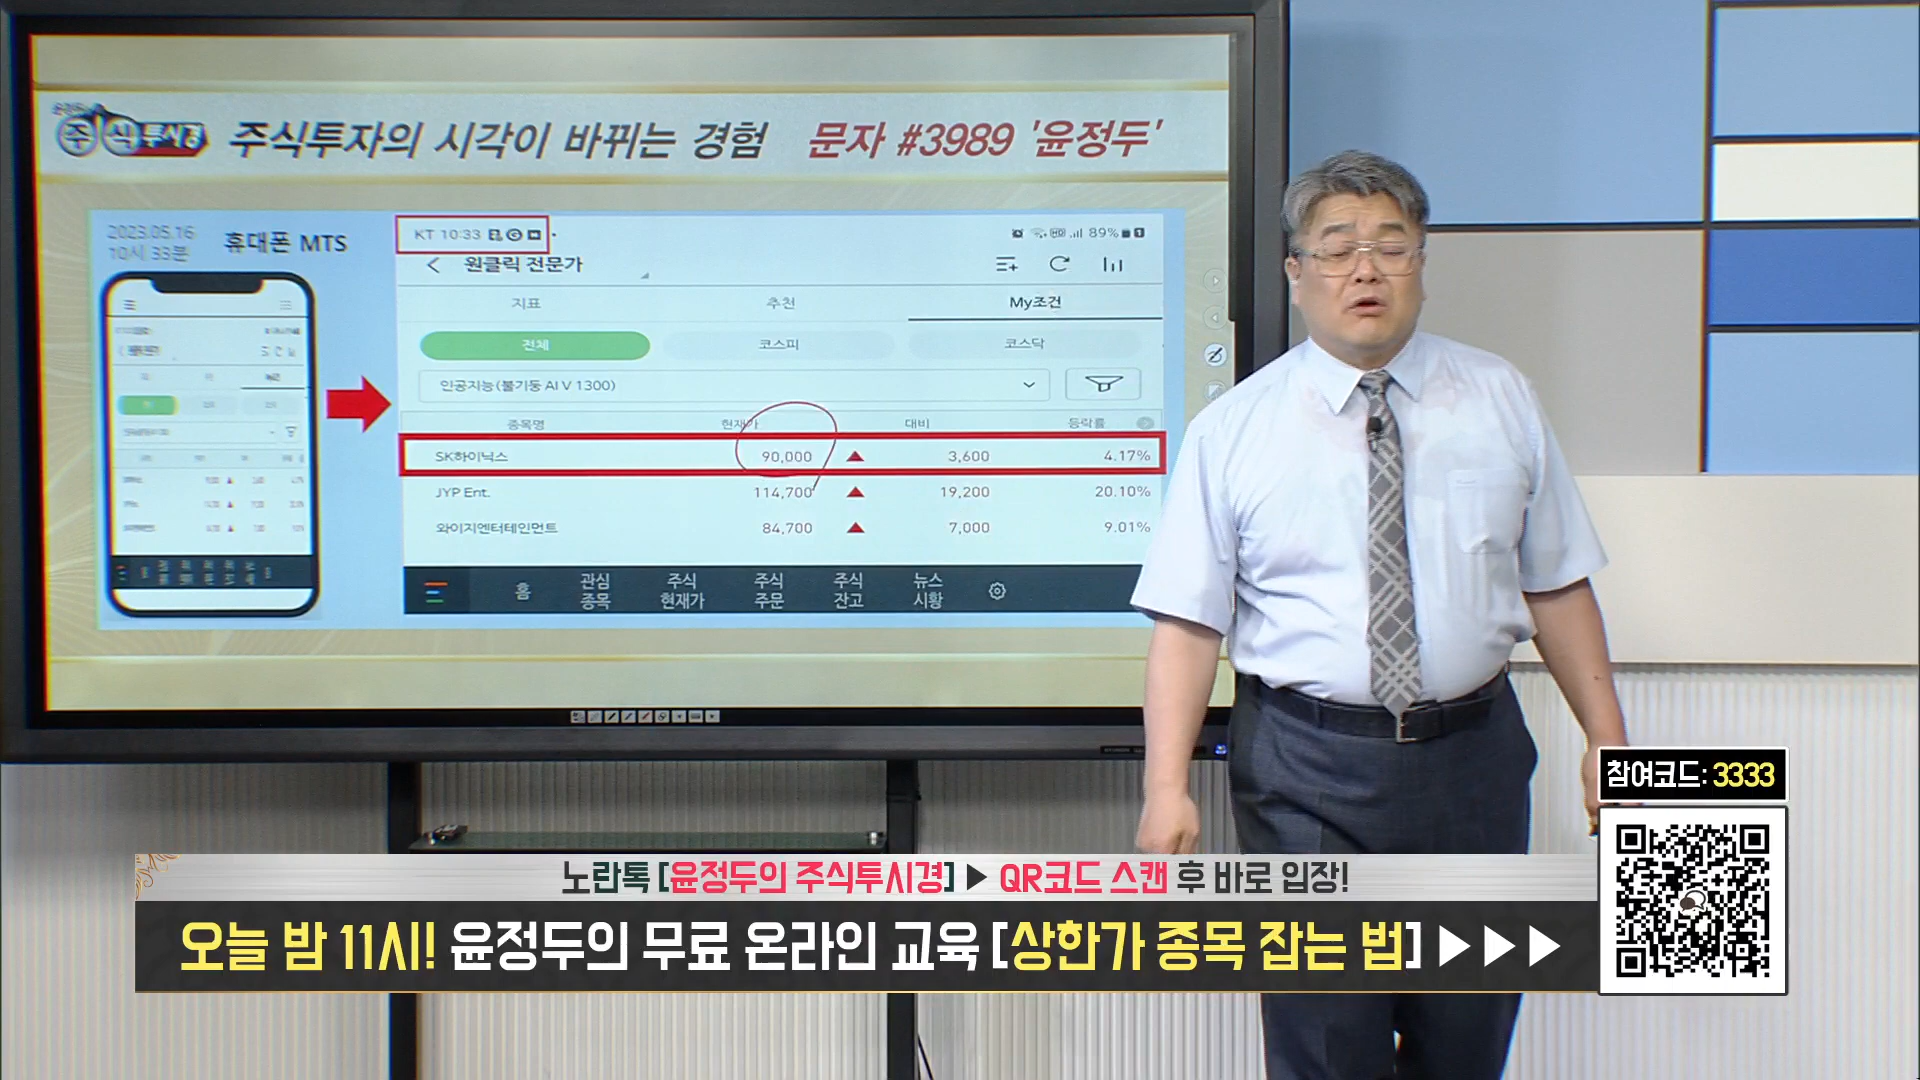 주식투시경 주식투자의 시각이 바뀌는 경험 문자 #3989 '윤정두'
2023.05.16
10시 33분
휴대폰 MTS
KT 10:33
89%
원클릭 전문가
지표 추천 My조건
전체 코스피 코스닥
인공지능(불기둥 AI V 1300)
종목명 현재가 대비 등락률
SK하이닉스 90,000 ▲ 3,600 4.17%
JYP Ent. 114,700 ▲ 19,200 20.10%
와이지엔터테인먼트 84,700 ▲ 7,000 9.01%
홈 관심 종목 주식 현재가 주식 주문 주식 잔고 뉴스 시황
참여코드: 3333
노란톡 [윤정두의 주식투시경] ▶ QR코드 스캔 후 바로 입장!
오늘 밤 11시! 윤정두의 무료 온라인 교육 [상한가 종목 잡는 법] ▶▶▶